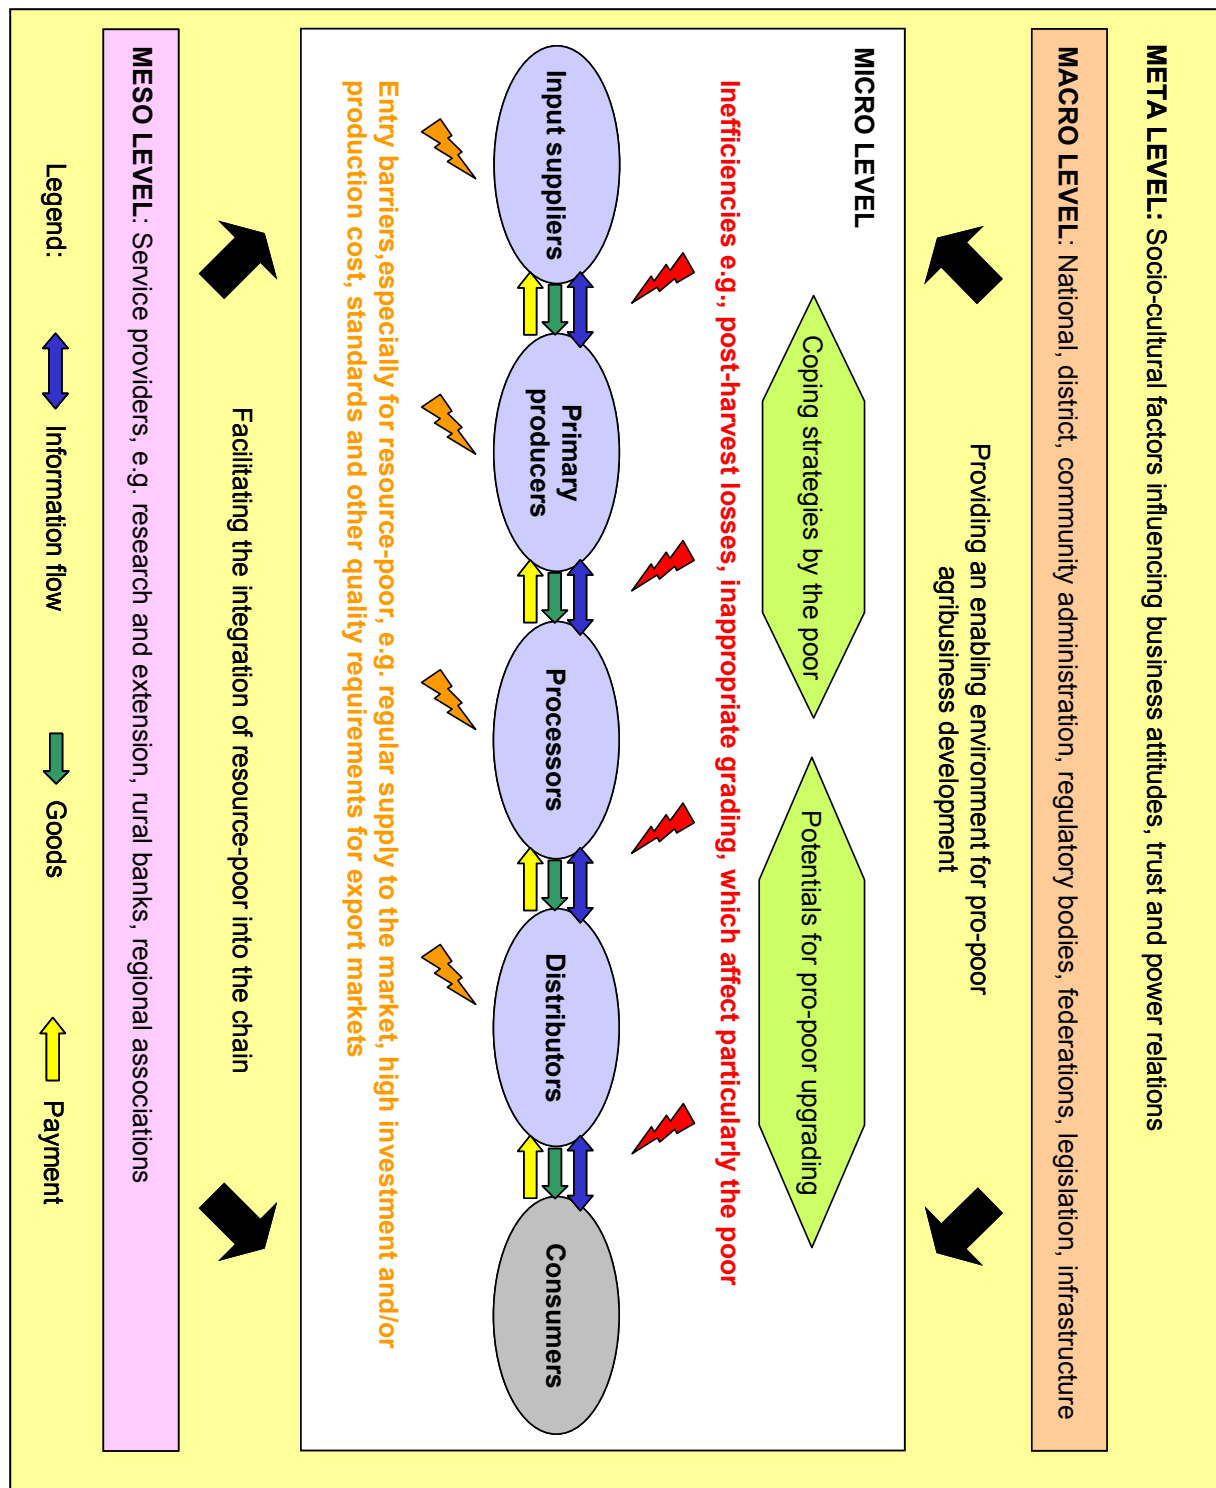 META LEVEL: Socio-cultural factors influencing business attitudes, trust and power relations
MACRO LEVEL: National, district, community administration, regulatory bodies, federations, legislation, infrastructure
Providing an enabling environment for pro-poor
agribusiness development
MICRO LEVEL
Coping strategies by the poor
Potentials for pro-poor upgrading
Inefficiencies e.g., post-harvest losses, inappropriate grading, which affect particularly the poor
Input suppliers
Primary
producers
Processors
Distributors
Consumers
Entry barriers,especially for resource-poor, e.g. regular supply to the market, high investment and/or
production cost, standards and other quality requirements for export markets
Facilitating the integration of resource-poor into the chain
MESO LEVEL: Service providers, e.g. research and extension, rural banks, regional associations
Legend:
Information flow
Goods
Payment